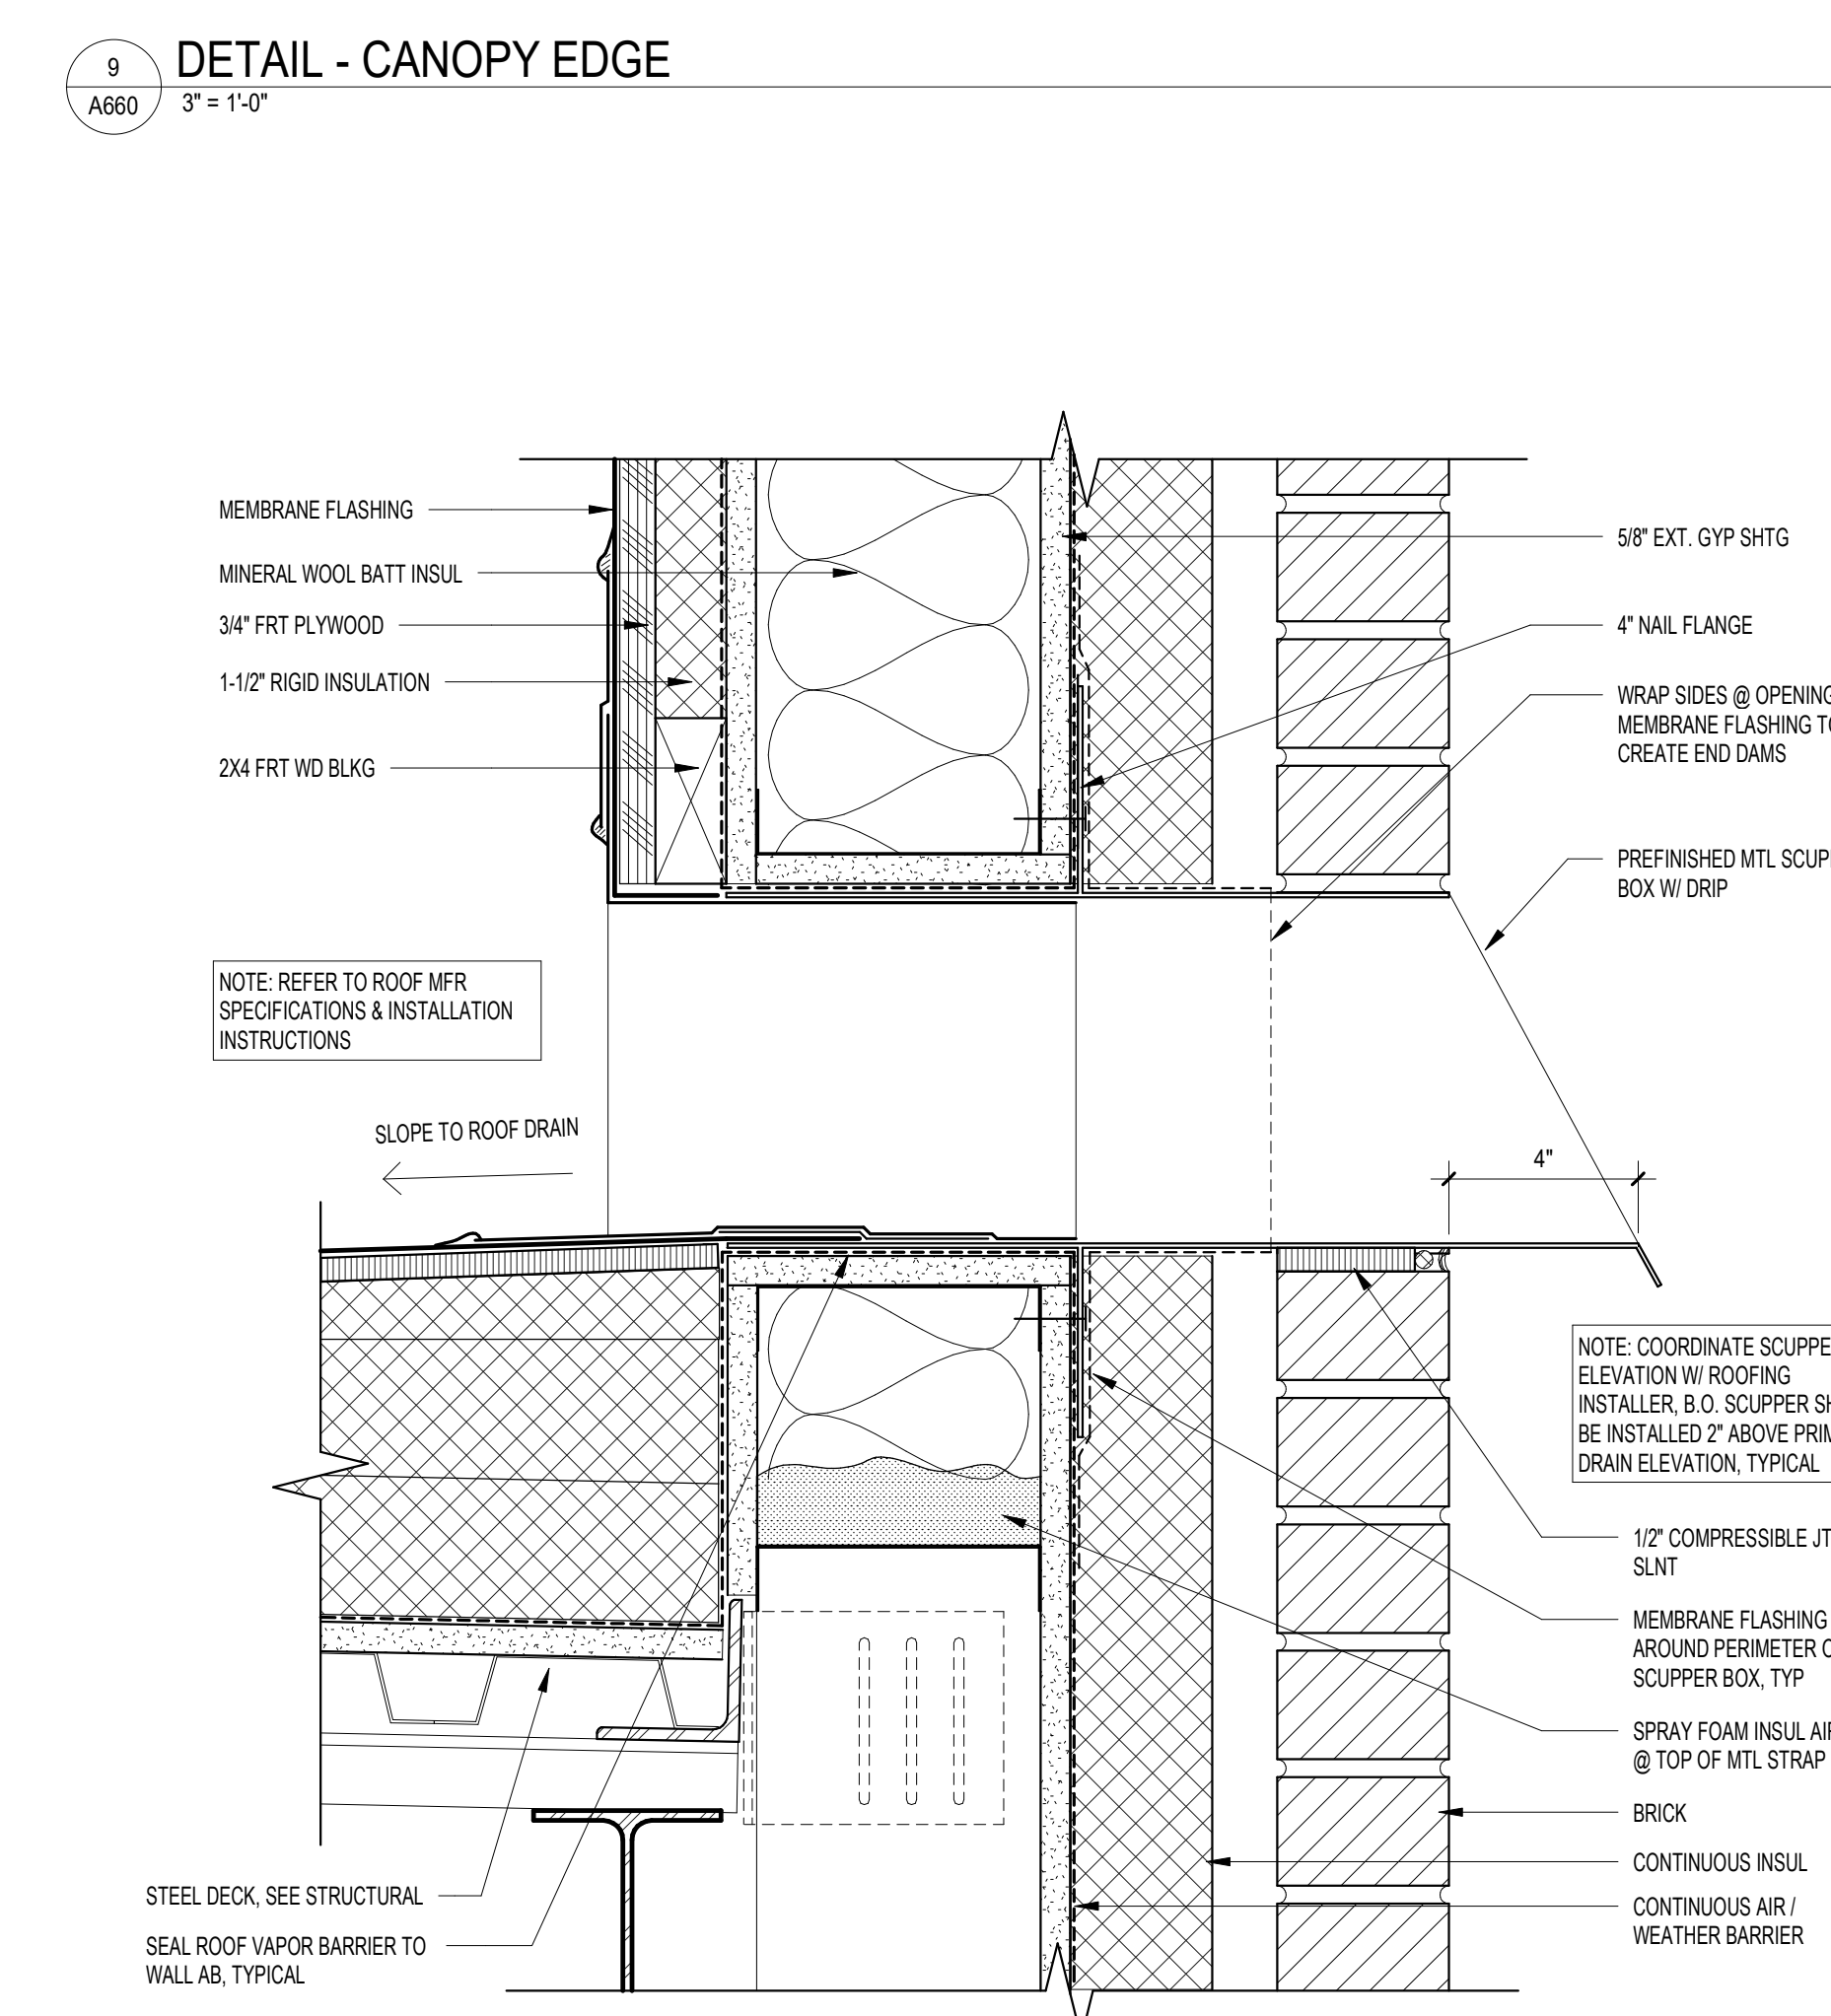 9
A660
DETAIL - CANOPY EDGE
3" = 1'-0"
MEMBRANE FLASHING
MINERAL WOOL BATT INSUL
3/4" FRT PLYWOOD
1-1/2" RIGID INSULATION
2X4 FRT WD BLKG
NOTE: REFER TO ROOF MFR
SPECIFICATIONS & INSTALLATION
INSTRUCTIONS
SLOPE TO ROOF DRAIN
STEEL DECK, SEE STRUCTURAL
SEAL ROOF VAPOR BARRIER TO
WALL AB, TYPICAL
5/8" EXT. GYP SHTG
4" NAIL FLANGE
WRAP SIDES @ OPENING
MEMBRANE FLASHING
CREATE END DAMS
PREFINISHED MTL
BOX W/ DRIP
4"
NOTE: COORDINATE
ELEVATION W/ ROOFING
INSTALLER, B.O. SCUPPER
BE INSTALLED 2" ABOVE
DRAIN ELEVATION, TYPICAL
1/2" COMPRESSIBLE JT
SLNT
MEMBRANE FLASHING
AROUND PERIMETER
SCUPPER BOX, TYP
SPRAY FOAM INSUL
@ TOP OF MTL STRAP
BRICK
CONTINUOUS INSUL
CONTINUOUS AIR /
WEATHER BARRIER